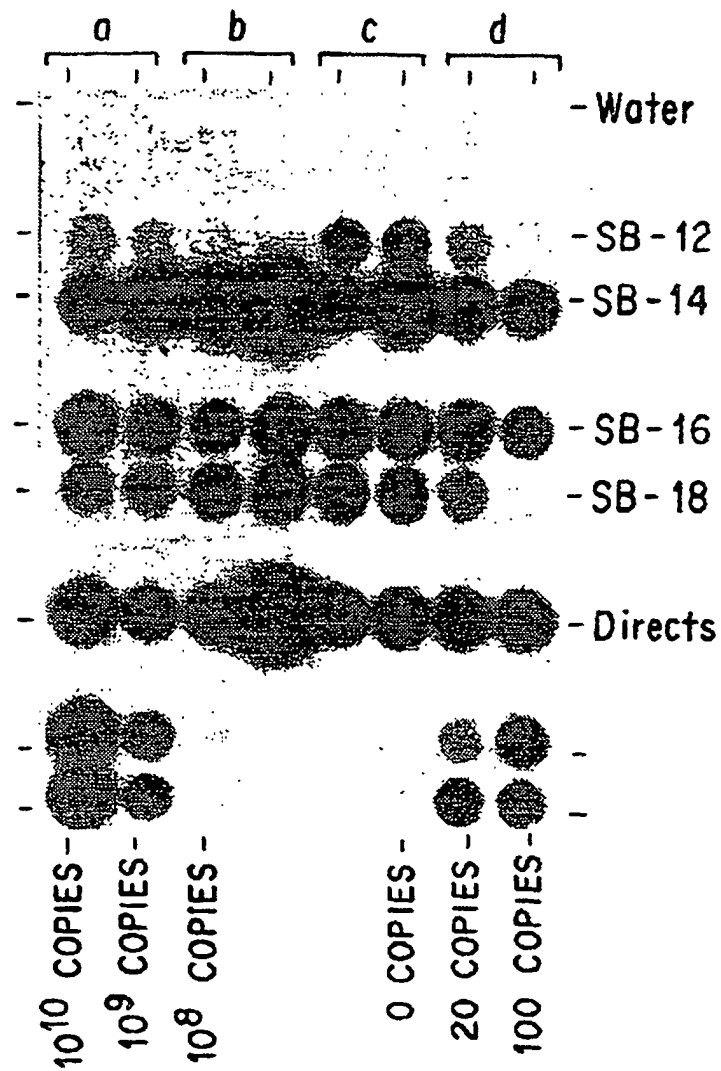 a b c d
Water
SB-12
SB-14
SB-16
SB-18
Directs
10¹⁰ COPIES
10⁹ COPIES
10⁸ COPIES
0 COPIES
20 COPIES
100 COPIES